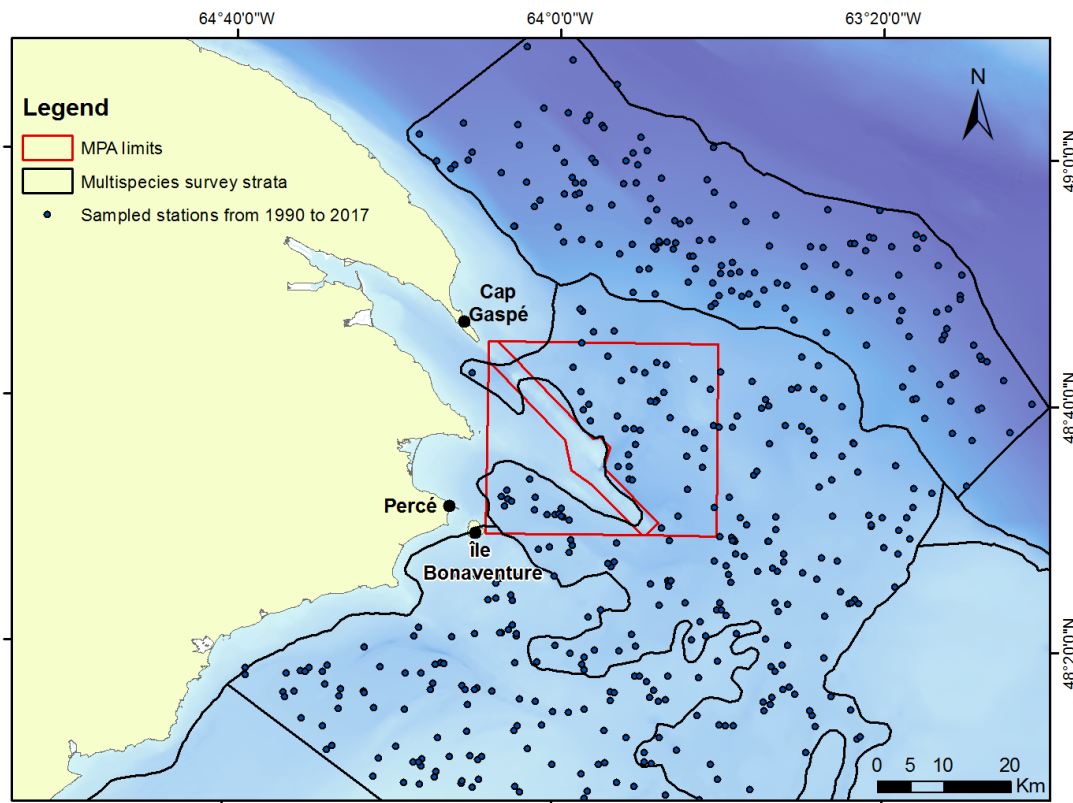 64°40'0"W 64°0'0"W 63°20'0"W
Legend
MPA limits
Multispecies survey strata
Sampled stations from 1990 to 2017
N
49°0'0"N
Cap
Gaspé
48°40'0"N
Percé
île
Bonaventure
48°20'0"N
0 5 10 20
Km